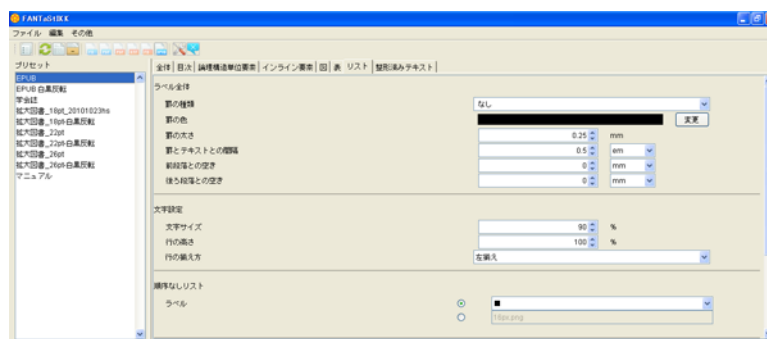 FANTaStIKK
ファイル 編集 その他
プリセット
EPUB
EPUB 白黒反転
学会誌
拡大図書_18pt_20101023hs
拡大図書_18pt-白黒反転
拡大図書_22pt
拡大図書_22pt-白黒反転
拡大図書_26pt
拡大図書_26pt-白黒反転
マニュアル
全体 目次 論理構造単位要素 インライン要素 図 表 リスト 整形済みテキスト
ラベル全体
罫の種類 なし
罫の色 変更
罫の太さ 0.25 mm
罫とテキストとの間隔 0.5 em
前段落との空き 0 mm
後ろ段落との空き 0 mm
文字設定
文字サイズ 90 %
行の高さ 100 %
行の揃え方 左揃え
順序なしリスト
ラベル ■
16px.png